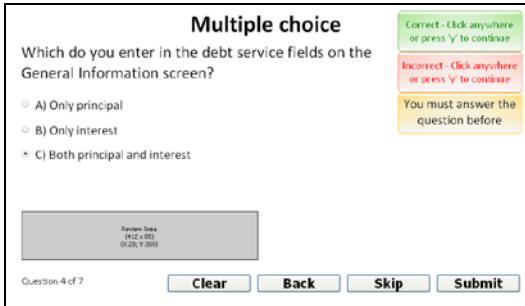 Multiple choice
Which do you enter in the debt service fields on the
General Information screen?
A) Only principal
B) Only interest
C) Both principal and interest
Correct - Click anywhere
or press 'y' to continue
Incorrect - Click anywhere
or press 'y' to continue
You must answer the
question before
Review Area
Question 4 of 7
Clear
Back
Skip
Submit